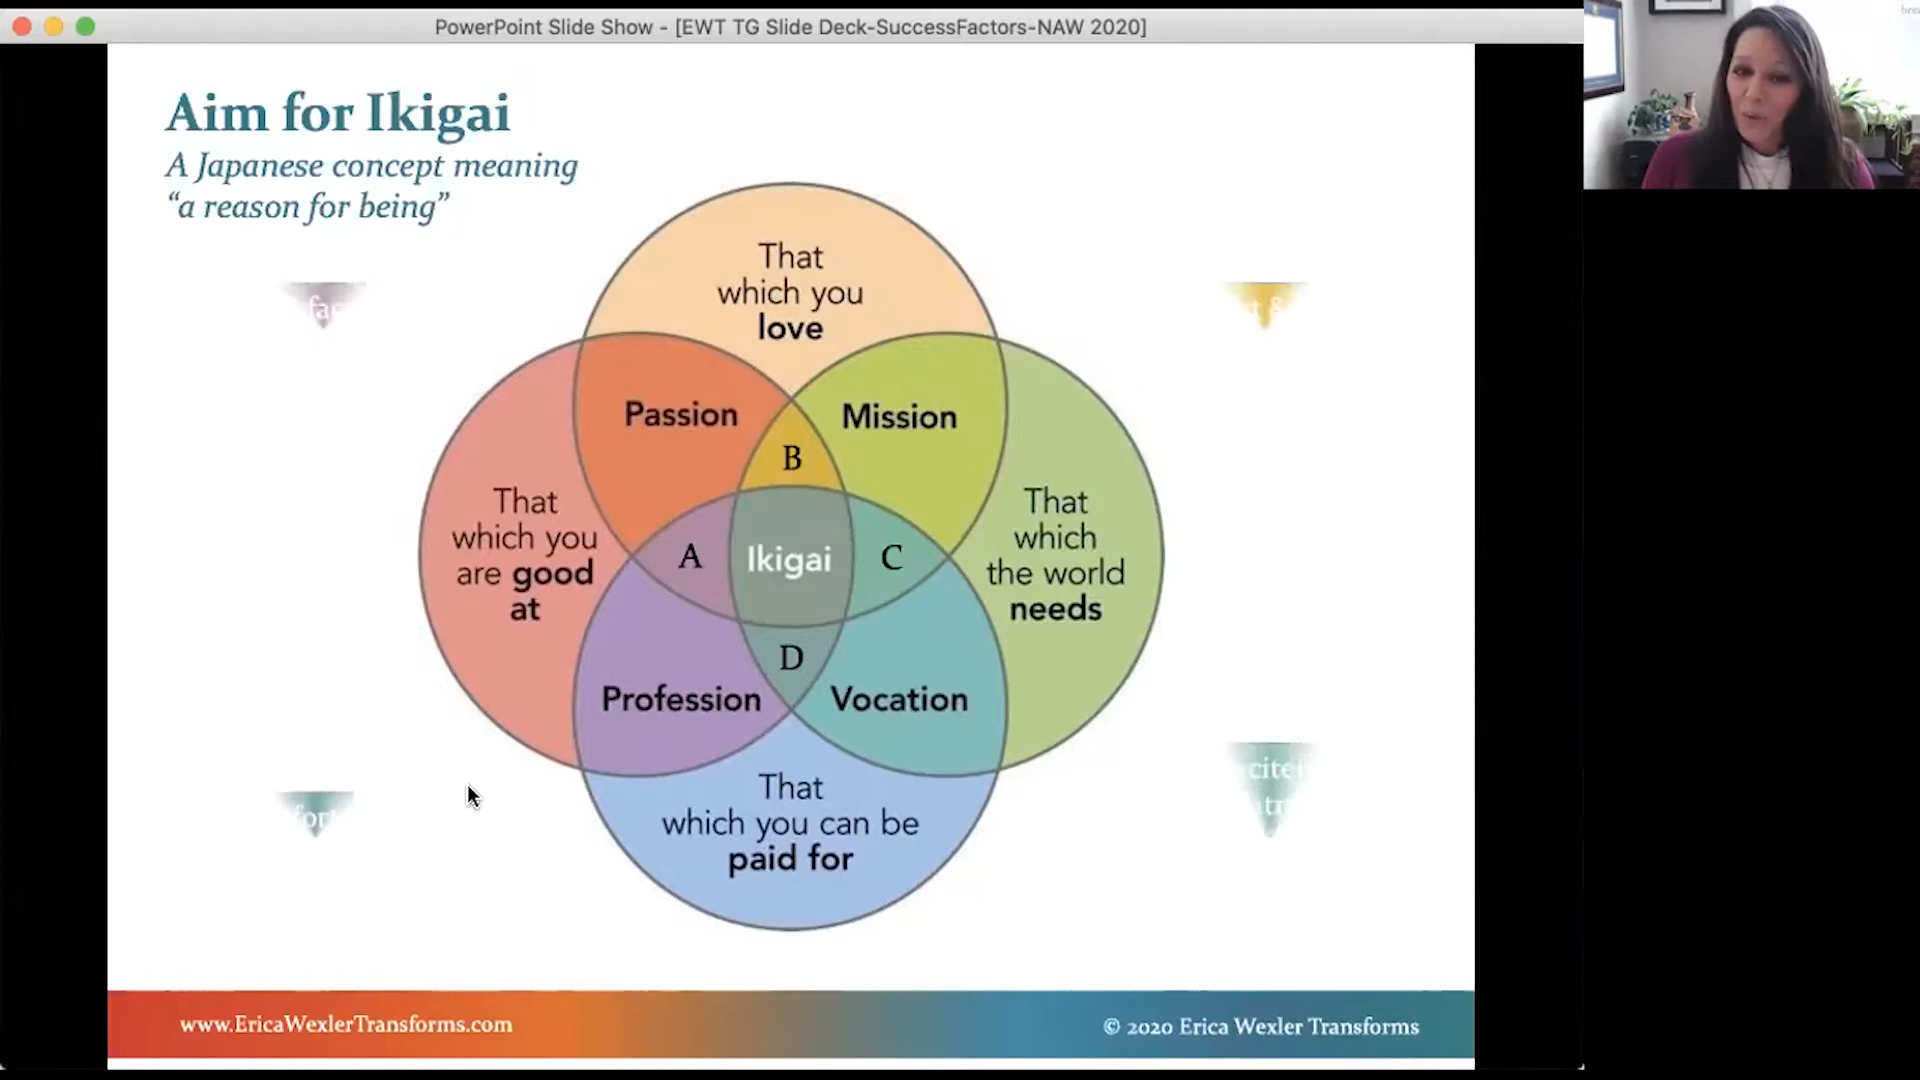 PowerPoint Slide Show - [EWT TG Slide Deck-SuccessFactors-NAW 2020]
Aim for Ikigai
A Japanese concept meaning
“a reason for being”
That
which you
love
Passion
Mission
B
That
which you
are good
at
A
Ikigai
C
That
which
the world
needs
D
Profession
Vocation
That
which you can be
paid for
www.EricaWexlerTransforms.com
© 2020 Erica Wexler Transforms